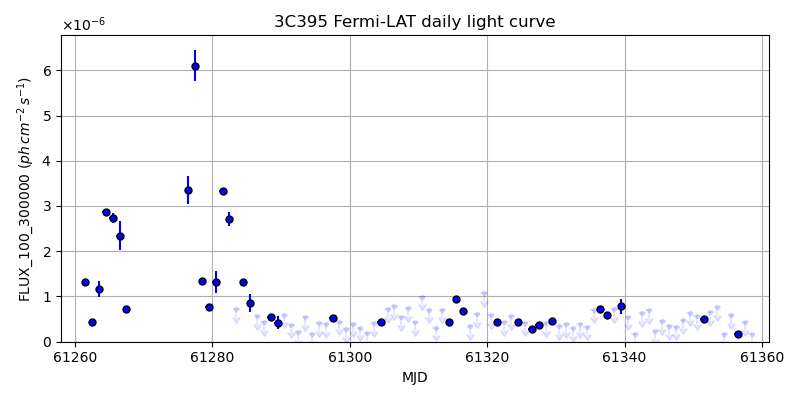 3C395 Fermi-LAT daily light curve
×10⁻⁶
FLUX_100_300000 (ph cm⁻² s⁻¹)
6
5
4
3
2
1
0
61260 61280 61300 61320 61340 61360
MJD